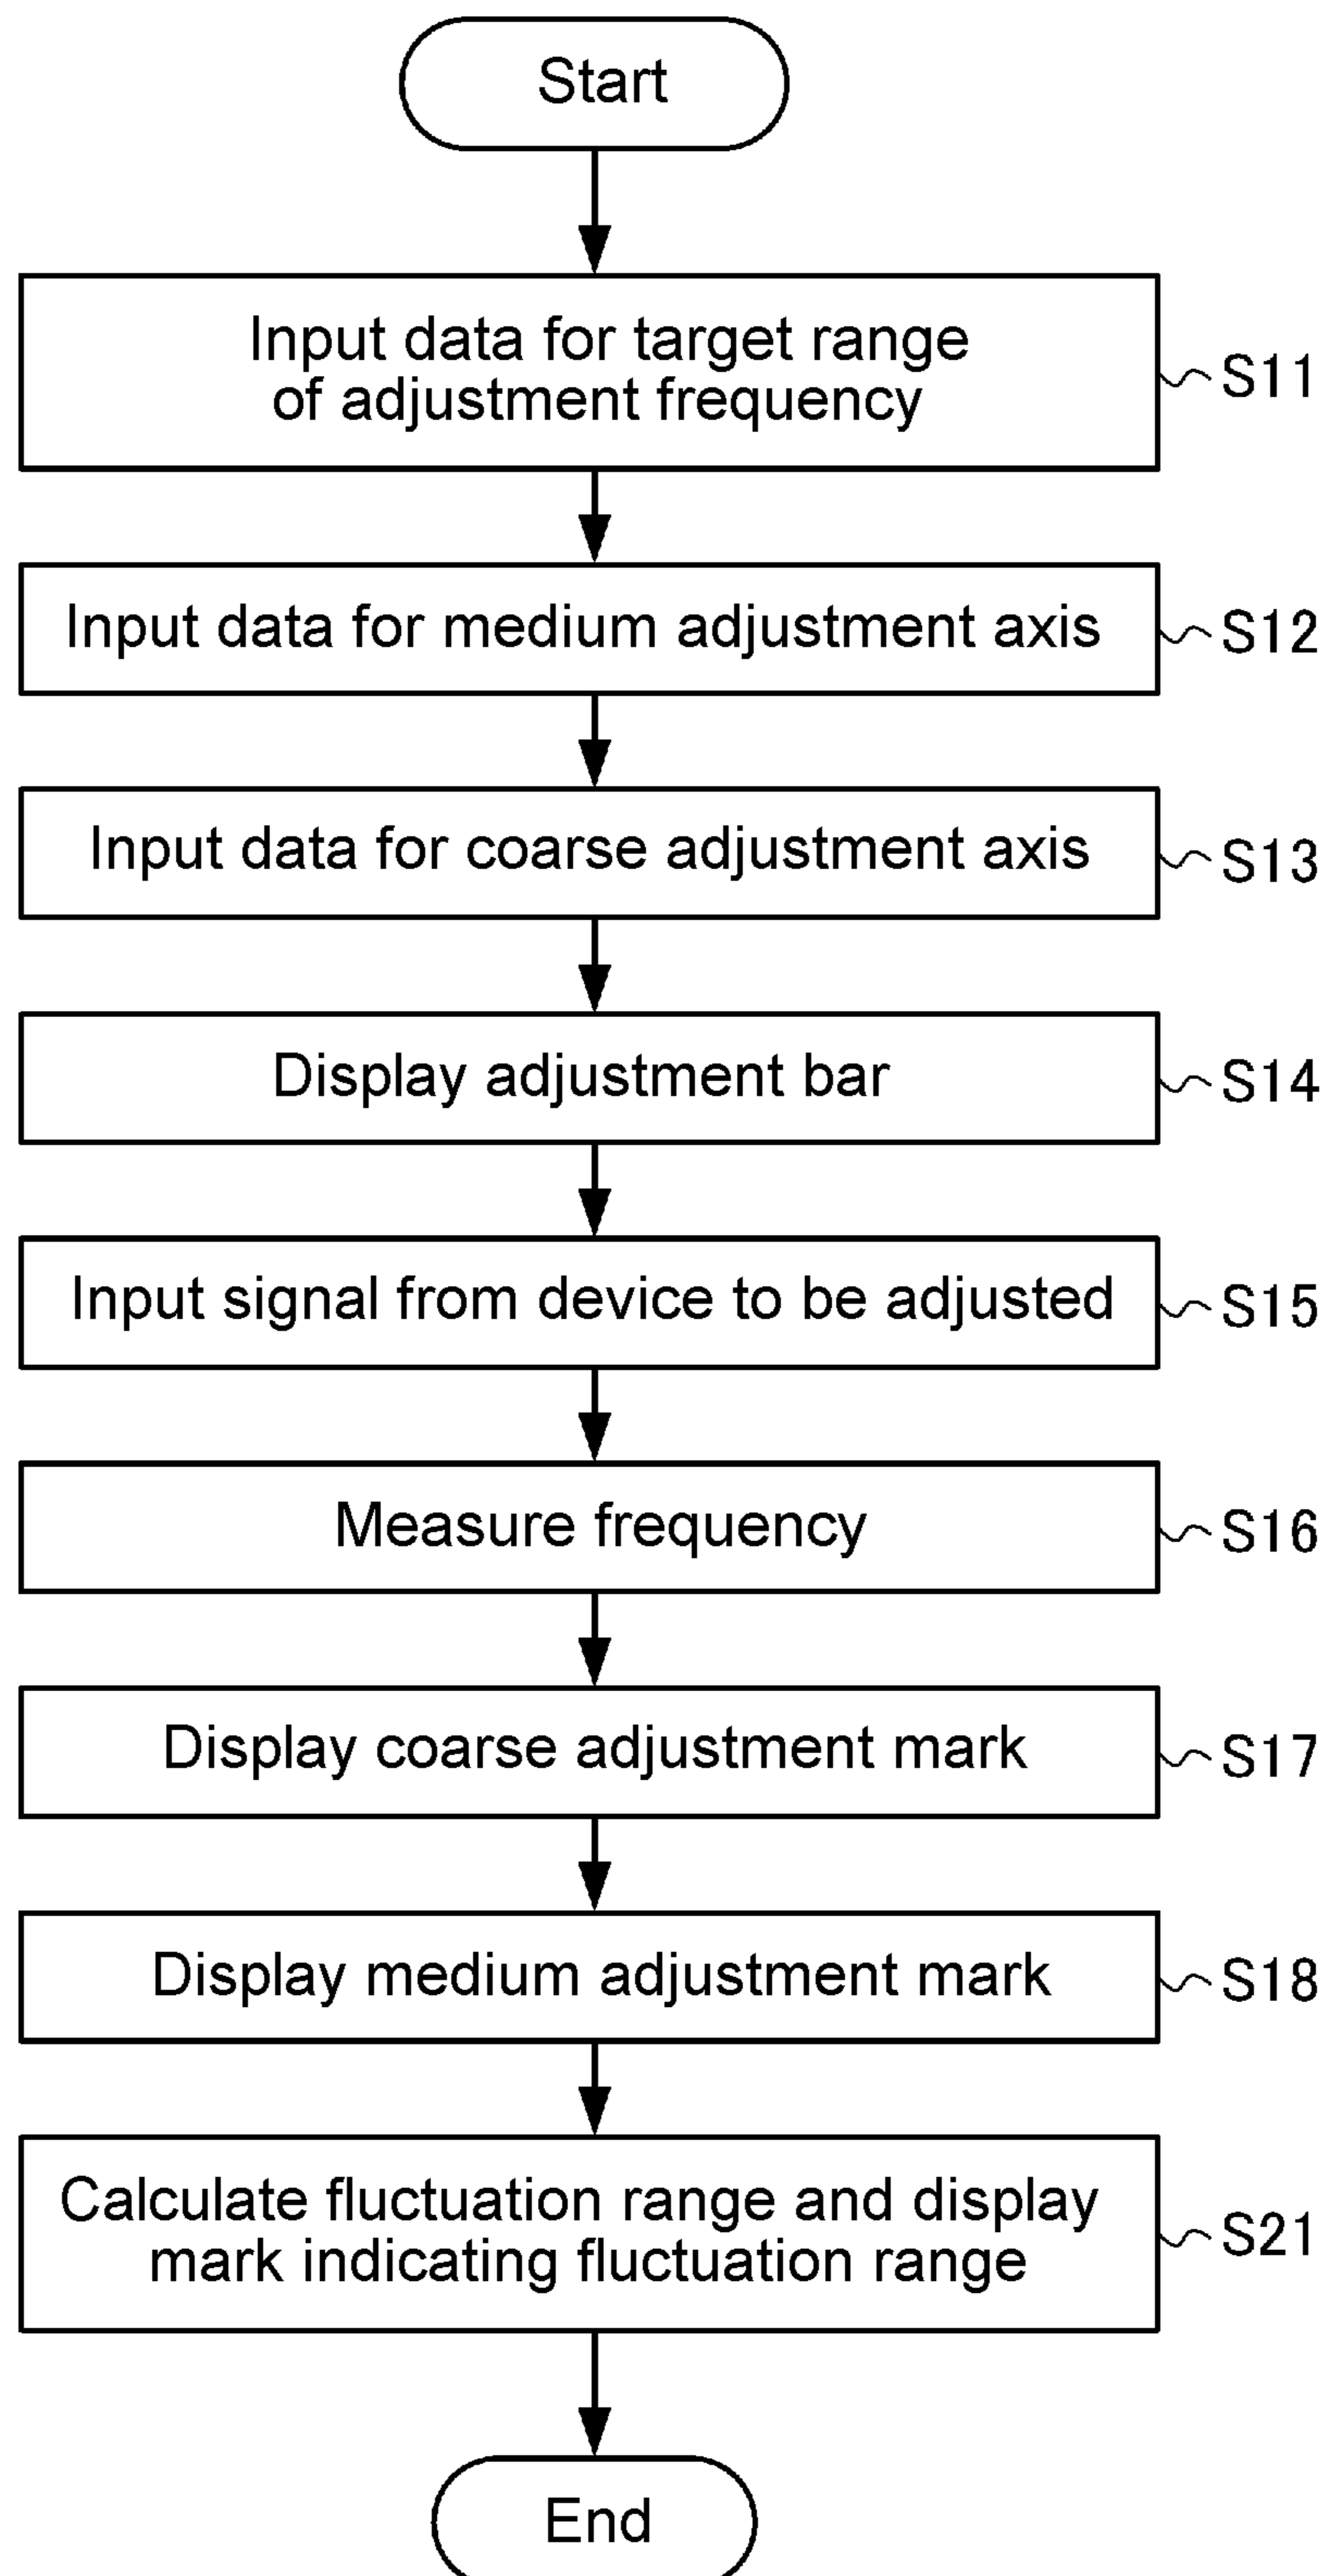 Start
Input data for target range
of adjustment frequency
S11
Input data for medium adjustment axis
S12
Input data for coarse adjustment axis
S13
Display adjustment bar
S14
Input signal from device to be adjusted
S15
Measure frequency
S16
Display coarse adjustment mark
S17
Display medium adjustment mark
S18
Calculate fluctuation range and display
mark indicating fluctuation range
S21
End